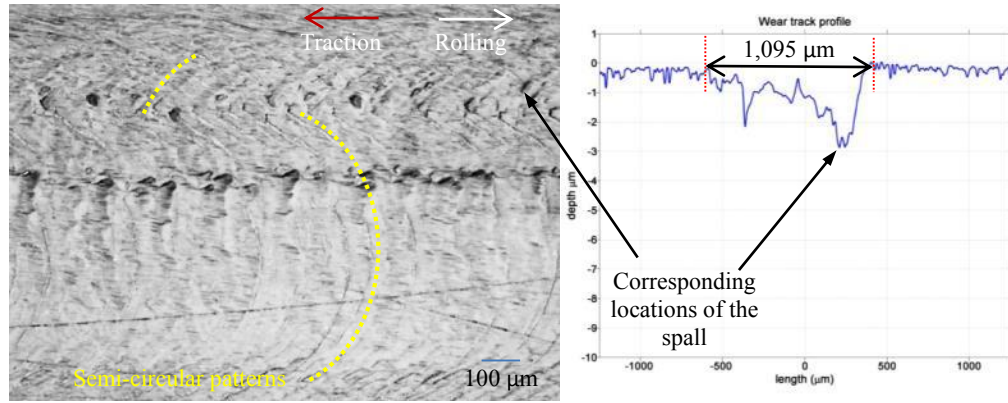 Traction
Rolling
Semi-circular patterns
100 μm
Wear track profile
1
0
-1
-2
-3
-4
-5
-6
-7
-8
-9
-10
depth μm
1,095 μm
Corresponding
locations of the
spall
-1000
-500
0
500
1000
length (μm)